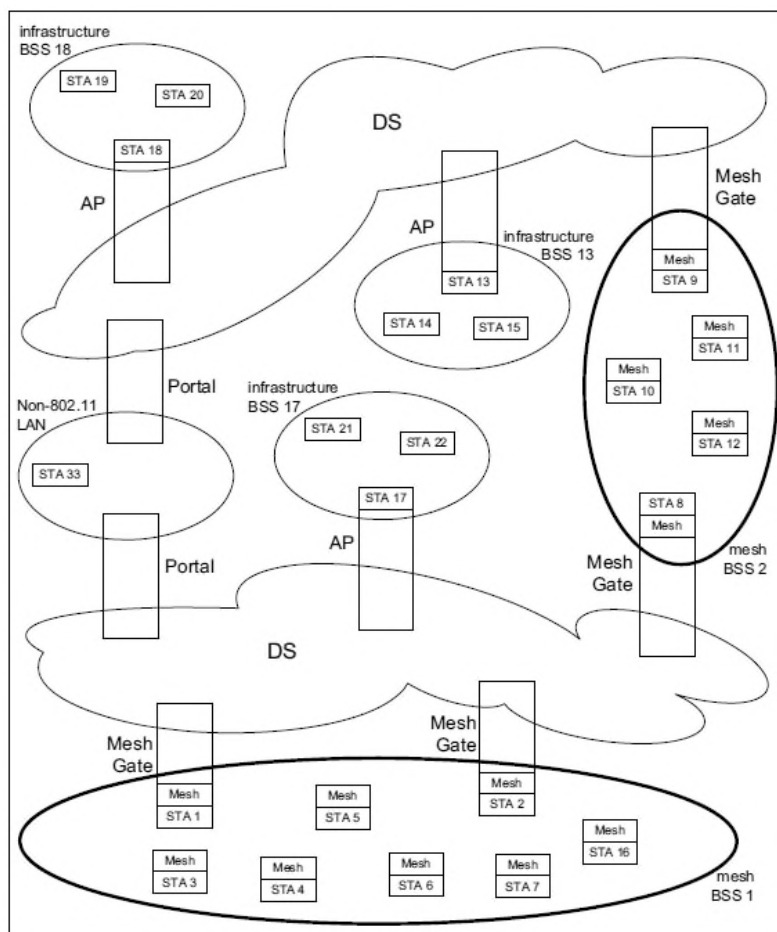 infrastructure
BSS 18
STA 19
STA 20
STA 18
AP
DS
Mesh
Gate
AP
infrastructure
BSS 13
STA 13
STA 14
STA 15
Mesh
STA 9
Mesh
STA 11
Mesh
STA 10
Mesh
STA 12
STA 8
Mesh
mesh
BSS 2
Mesh
Gate
Portal
Non-802.11
LAN
STA 33
Portal
infrastructure
BSS 17
STA 21
STA 22
STA 17
AP
DS
Mesh
Gate
Mesh
Gate
Mesh
STA 1
Mesh
STA 5
Mesh
STA 2
Mesh
STA 16
Mesh
STA 3
Mesh
STA 4
Mesh
STA 6
Mesh
STA 7
mesh
BSS 1